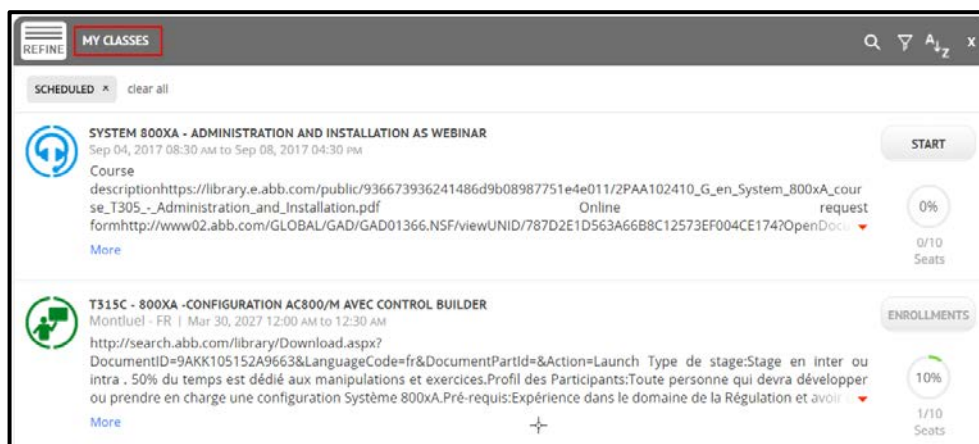 REFINE
MY CLASSES
A Z
x
SCHEDULED x clear all
SYSTEM 800XA - ADMINISTRATION AND INSTALLATION AS WEBINAR
Sep 04, 2017 08:30 AM to Sep 08, 2017 04:30 PM
START
Course
descriptionhttps://library.e.abb.com/public/936673936241486d9b08987751e4e011/2PAA102410_G_en_System_800xA_cour
se_T305_-_Administration_and_Installation.pdf Online request
formhttp://www02.abb.com/GLOBAL/GAD/GAD01366.NSF/viewUNID/787D2E1D563A66B8C12573EF004CE174?OpenDocu
More
0%
0/10
Seats
T315C - 800XA -CONFIGURATION AC800/M AVEC CONTROL BUILDER
Montluel - FR | Mar 30, 2027 12:00 AM to 12:30 AM
ENROLLMENTS
http://search.abb.com/library/Download.aspx?
DocumentID=9AKK105152A9663&LanguageCode=fr&DocumentPartId=&Action=Launch Type de stage:Stage en inter ou
intra . 50% du temps est dédié aux manipulations et exercices.Profil des Participants:Toute personne qui devra développer
ou prendre en charge une configuration Système 800xA.Pré-requis:Expérience dans le domaine de la Régulation et avoir
More
10%
1/10
Seats